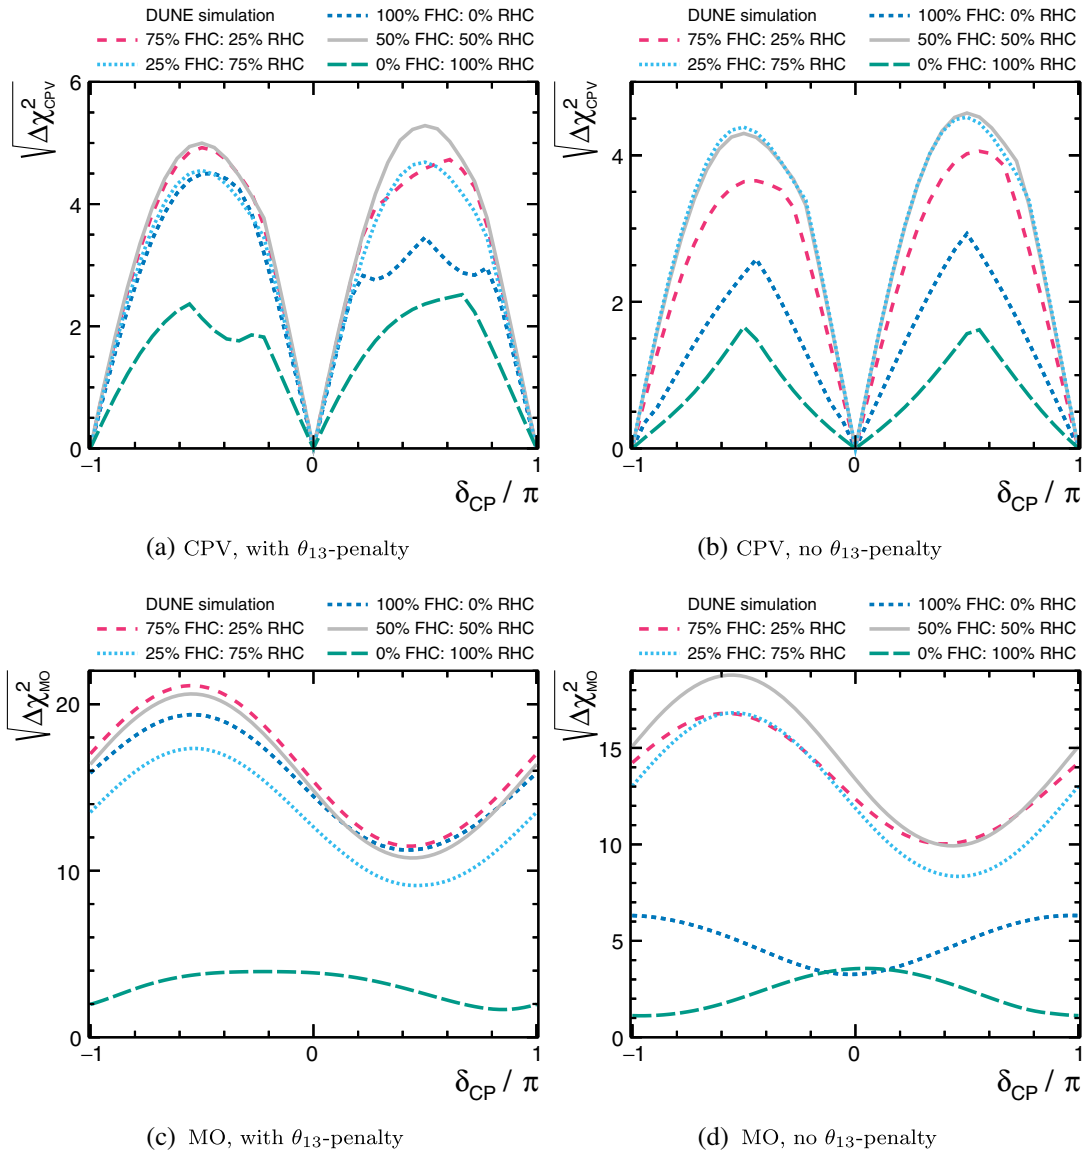 DUNE simulation 100% FHC: 0% RHC
75% FHC: 25% RHC 50% FHC: 50% RHC
25% FHC: 75% RHC 0% FHC: 100% RHC
√Δχ²CPV
6
4
2
0
−1 0 1
δCP / π
(a) CPV, with θ13-penalty
DUNE simulation 100% FHC: 0% RHC
75% FHC: 25% RHC 50% FHC: 50% RHC
25% FHC: 75% RHC 0% FHC: 100% RHC
√Δχ²CPV
4
2
0
−1 0 1
δCP / π
(b) CPV, no θ13-penalty
DUNE simulation 100% FHC: 0% RHC
75% FHC: 25% RHC 50% FHC: 50% RHC
25% FHC: 75% RHC 0% FHC: 100% RHC
√Δχ²MO
20
10
0
−1 0 1
δCP / π
(c) MO, with θ13-penalty
DUNE simulation 100% FHC: 0% RHC
75% FHC: 25% RHC 50% FHC: 50% RHC
25% FHC: 75% RHC 0% FHC: 100% RHC
√Δχ²MO
15
10
5
0
−1 0 1
δCP / π
(d) MO, no θ13-penalty